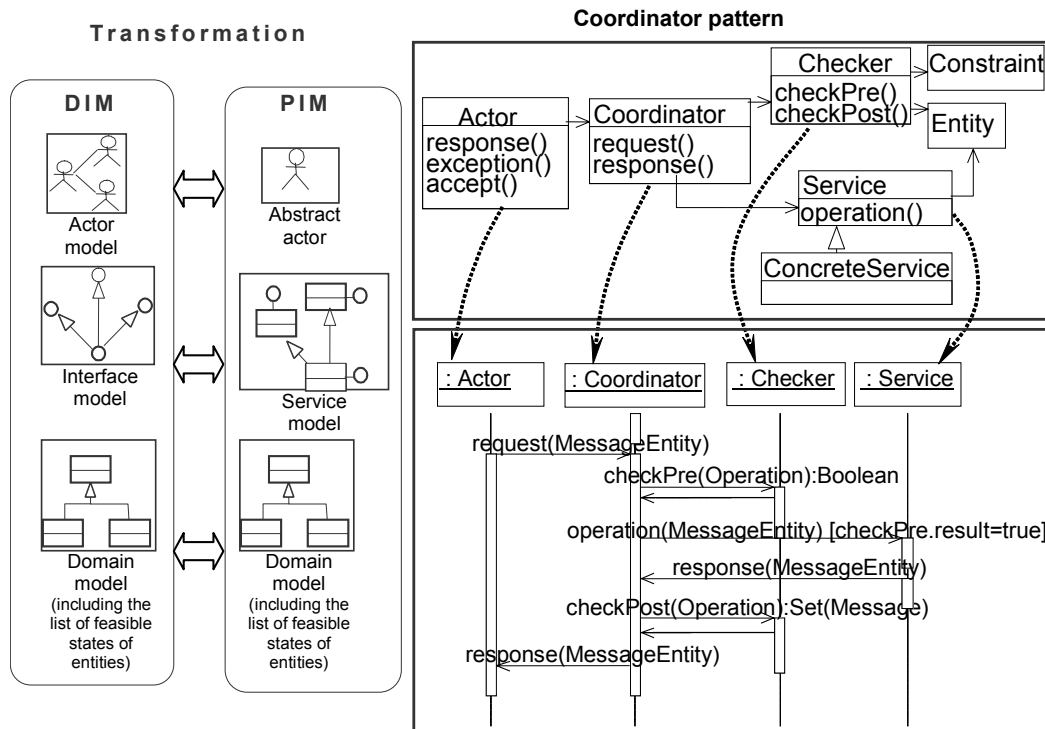 Transformation
DIM
Actor
model
Interface
model
Domain
model
(including the
list of feasible
states of
entities)
PIM
Abstract
actor
Service
model
Domain
model
(including the
list of feasible
states of
entities)
Coordinator pattern
Actor
response()
exception()
accept()
Coordinator
request()
response()
Checker
checkPre()
checkPost()
Constraint
Entity
Service
operation()
ConcreteService
: Actor
: Coordinator
: Checker
: Service
request(MessageEntity)
checkPre(Operation):Boolean
operation(MessageEntity) [checkPre.result=true]
response(MessageEntity)
checkPost(Operation):Set(Message)
response(MessageEntity)